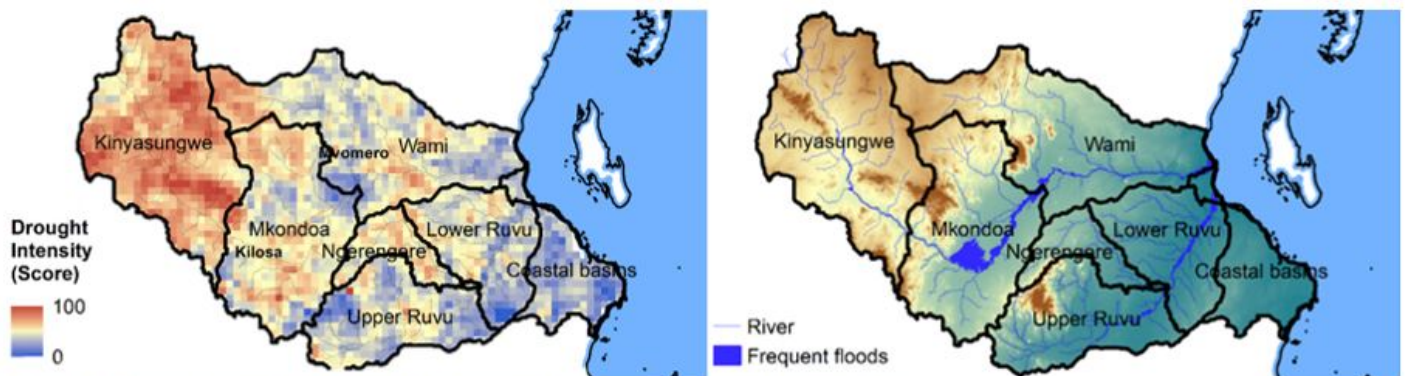 Kinyasungwe
Mvomero
Wami
Mkondoa
Kilosa
Ngerengere
Lower Ruvu
Coastal basins
Upper Ruvu
Drought
Intensity
(Score)
100
0
Kinyasungwe
Wami
Mkondoa
Ngerengare
Lower Ruvu
Coastal basins
Upper Ruvu
River
Frequent floods